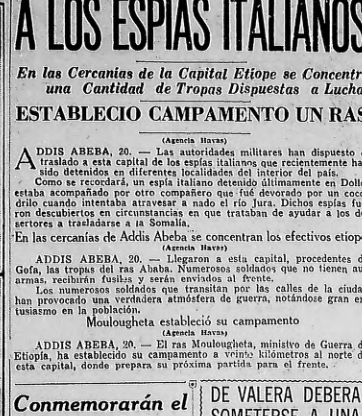 A LOS ESPIAS ITALIANOS
En las Cercanías de la Capital Etiope se Concentr
una Cantidad de Tropas Dispuestas a Lucha
ESTABLECIO CAMPAMENTO UN RAS
(Agencia Havas)
ADDIS ABEBA, 20. — Las autoridades militares han dispuesto
traslado a esta capital de los espías italianos que recientemente ha
sido detenidos en diferentes localidades del interior del país.
Como se recordará, un espía italiano detenido últimamente en Dollo
estaba acompañado por otro compañero que fué devorado por un coco
drilo cuando intentaba atravesar a nado el río Jura. Dichos espías fu
ron descubiertos en circunstancias en que trataban de ayudar a los de
sertores a trasladarse a la Somalía.
En las cercanías de Addis Abeba se concentran los efectivos etiop
(Agencia Havas)
ADDIS ABEBA, 20. — Llegaron a esta capital, procedentes d
Gofa, las tropas del ras Ababa. Numerosos soldados que no tienen au
armas, recibirán fusiles y serán enviados al frente.
Los numerosos soldados que transitan por las calles de la ciuda
han provocado una verdadera atmósfera de guerra, notándose gran e
tusiasmo en la población.
Moulougheta estableció su campamento
(Agencia Havas)
ADDIS ABEBA, 20. — El ras Moulougheta, ministro de Guerra d
Etiopía, ha establecido su campamento a veinte kilómetros al norte d
esta capital, donde prepara su próxima partida para el frente.
Conmemorarán el
DE VALERA DEBERA
SOMETERSE A UN